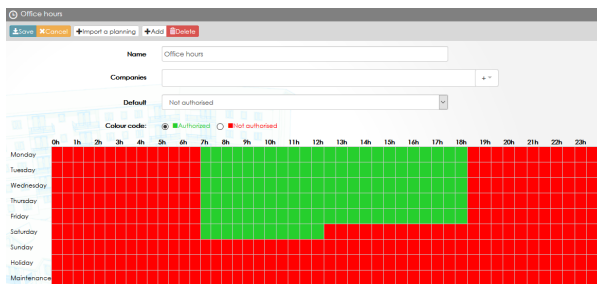 Office hours
Save Cancel Import a planning Add Delete
Name Office hours
Companies
Default Not authorised
Colour code: Authorized Not authorised
0h 1h 2h 3h 4h 5h 6h 7h 8h 9h 10h 11h 12h 13h 14h 15h 16h 17h 18h 19h 20h 21h 22h 23h
Monday
Tuesday
Wednesday
Thursday
Friday
Saturday
Sunday
Holiday
Maintenance